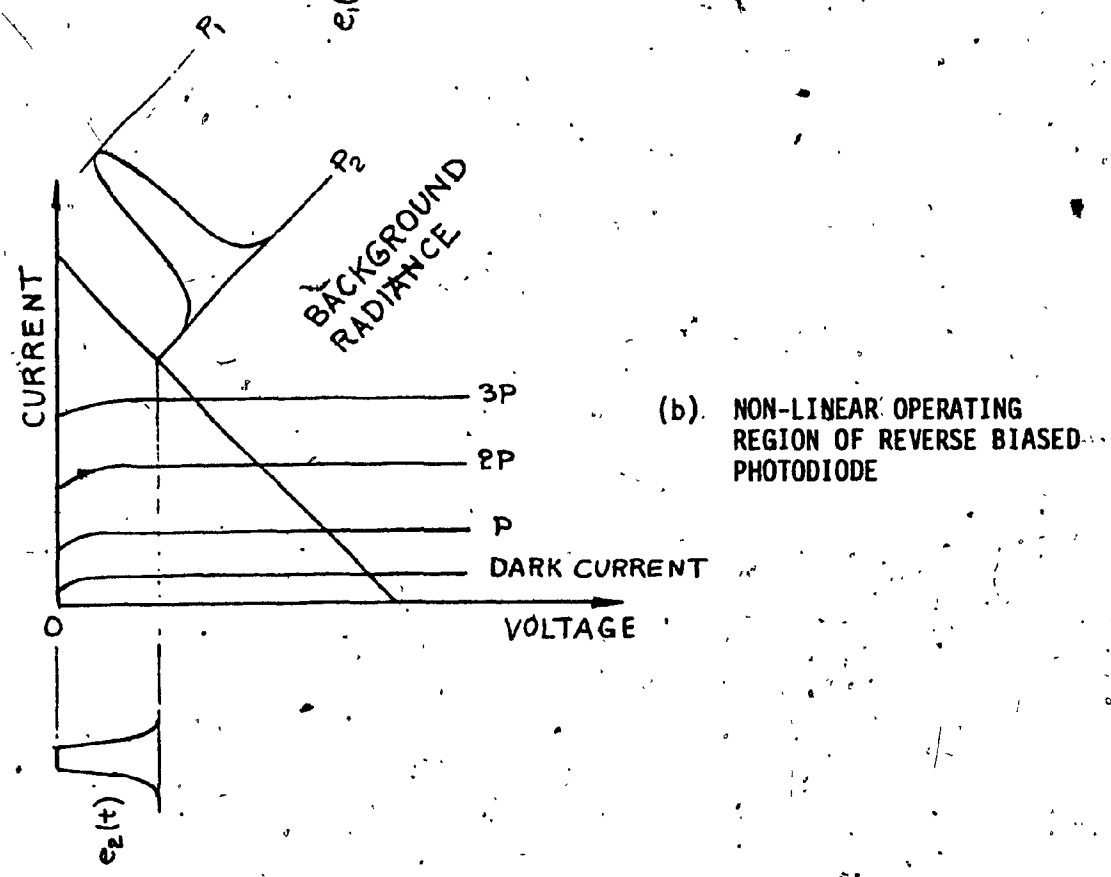 e₁(
P₁
P₂
BACKGROUND
RADIANCE
CURRENT
3P
2P
P
DARK CURRENT
0
VOLTAGE
e₂(t)
(b). NON-LINEAR OPERATING
REGION OF REVERSE BIASED
PHOTODIODE